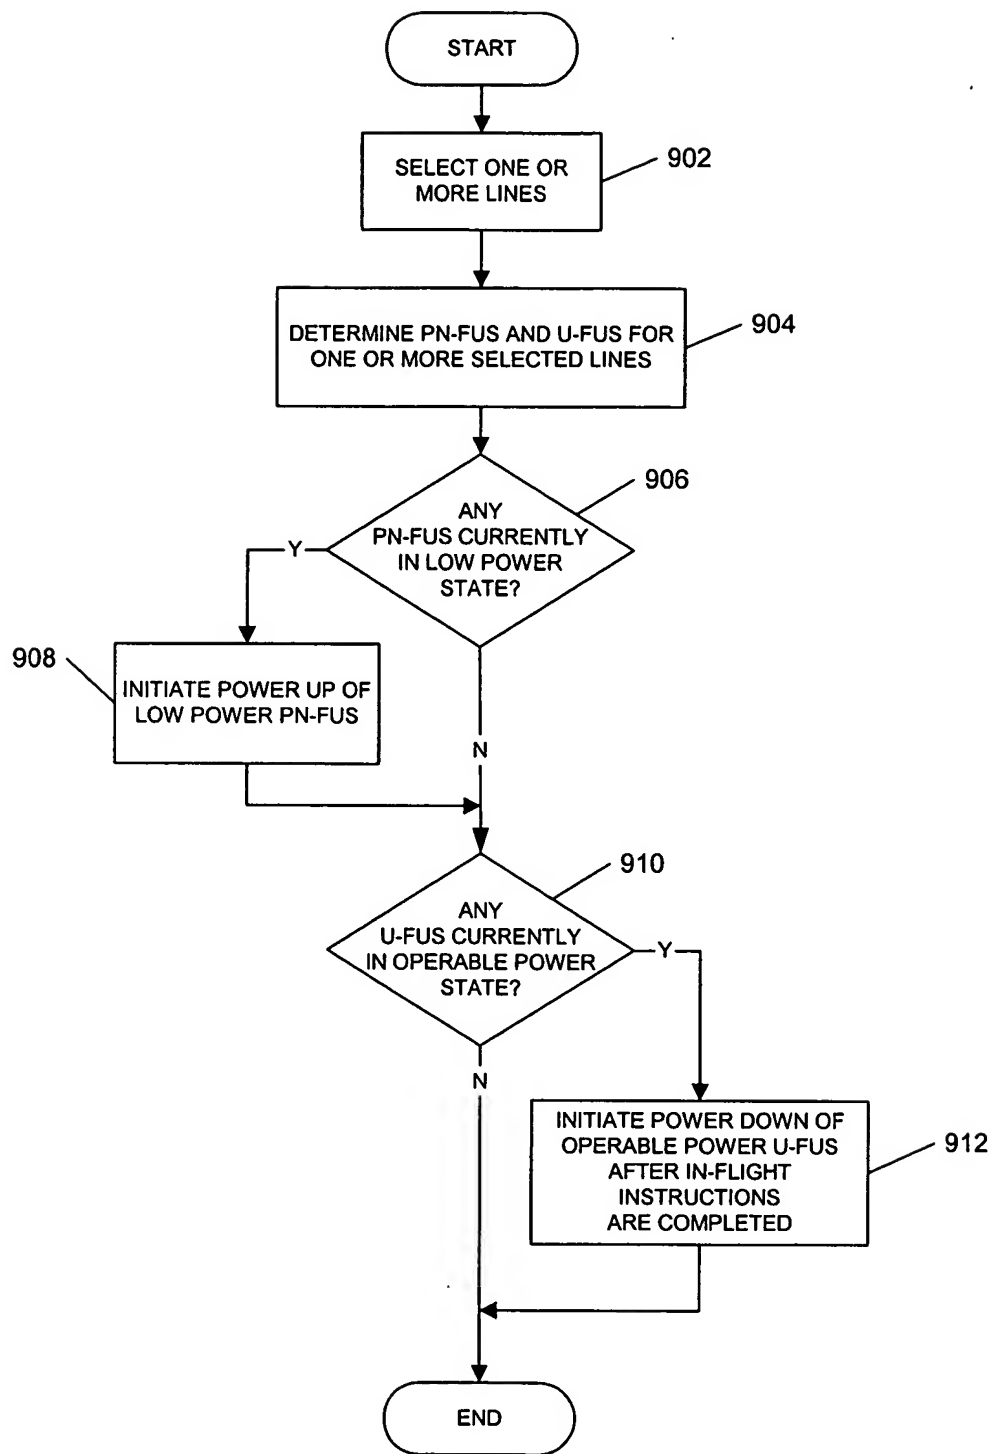 START
SELECT ONE OR
MORE LINES
902
DETERMINE PN-FUS AND U-FUS FOR
ONE OR MORE SELECTED LINES
904
906
ANY
PN-FUS CURRENTLY
IN LOW POWER
STATE?
Y
908
INITIATE POWER UP OF
LOW POWER PN-FUS
N
910
ANY
U-FUS CURRENTLY
IN OPERABLE POWER
STATE?
Y
N
INITIATE POWER DOWN OF
OPERABLE POWER U-FUS
AFTER IN-FLIGHT
INSTRUCTIONS
ARE COMPLETED
912
END